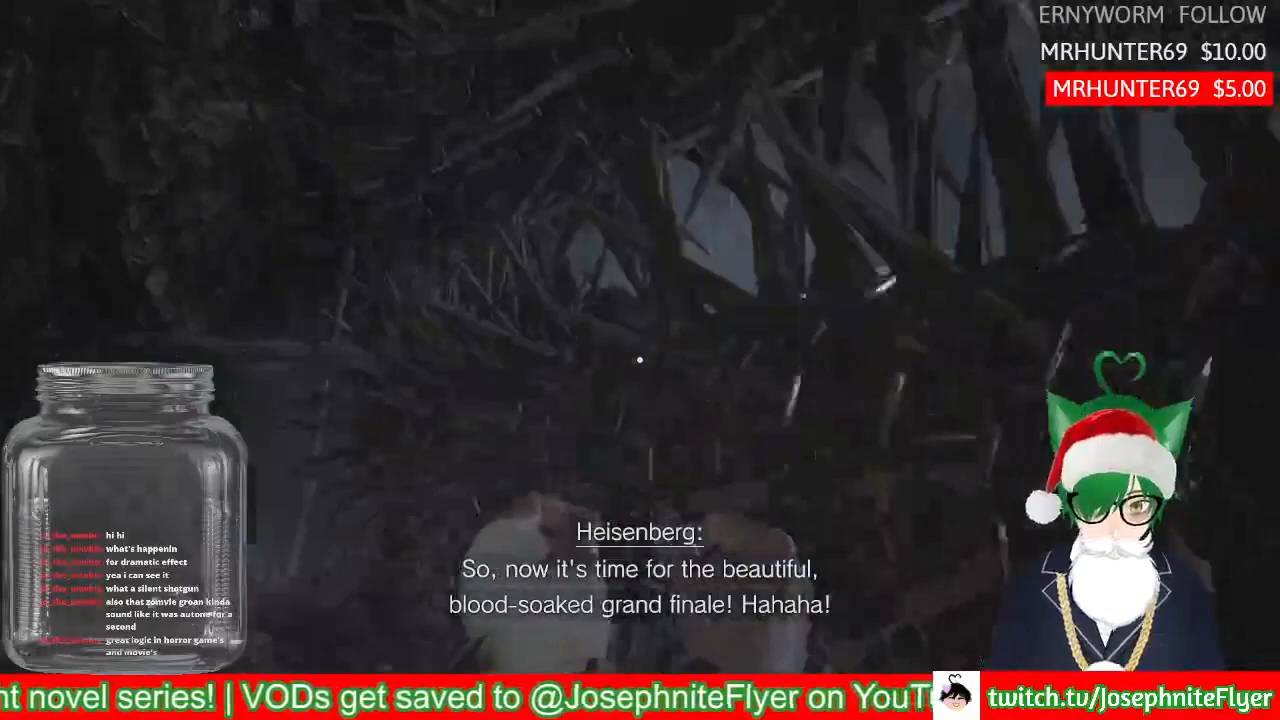 ERNYWORM FOLLOW
MRHUNTER69 $10.00
MRHUNTER69 $5.00
hi hi
what's happenin
for dramatic effect
yea i can see it
what a silent shotgun
also that zomvie groan kinda
sound like it was autom for a
second
great logic in horror game's
and movie's
Heisenberg:
So, now it's time for the beautiful,
blood-soaked grand finale! Hahaha!
nt novel series! | VODs get saved to @JosephniteFlyer on YouTu
twitch.tv/JosephniteFlyer